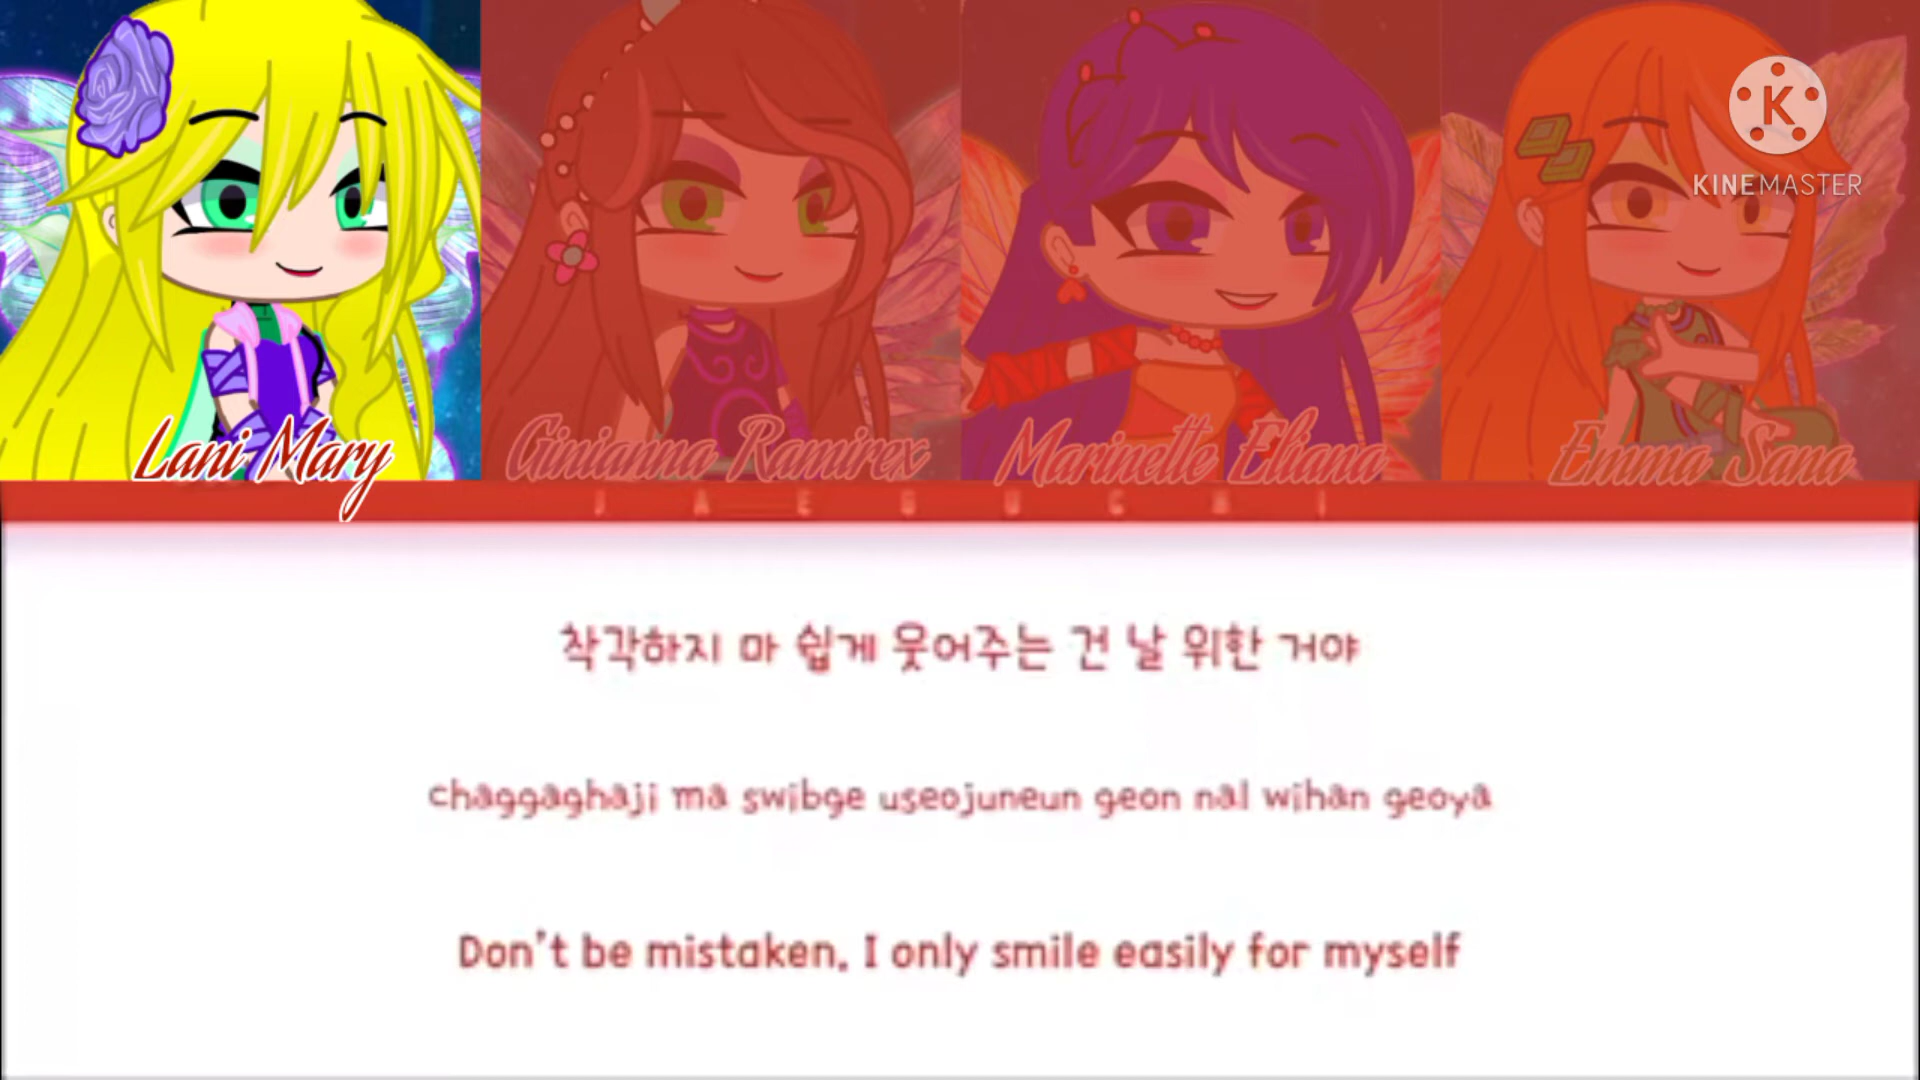 KINEMASTER
Lani Mary
Ginianna Ramirex
Marinette Eliana
Emma Sana
J A E G U C H I
착각하지 마 쉽게 웃어주는 건 날 위한 거야
chaggaghaji ma swibge useojuneun geon nal wihan geoya
Don't be mistaken, I only smile easily for myself